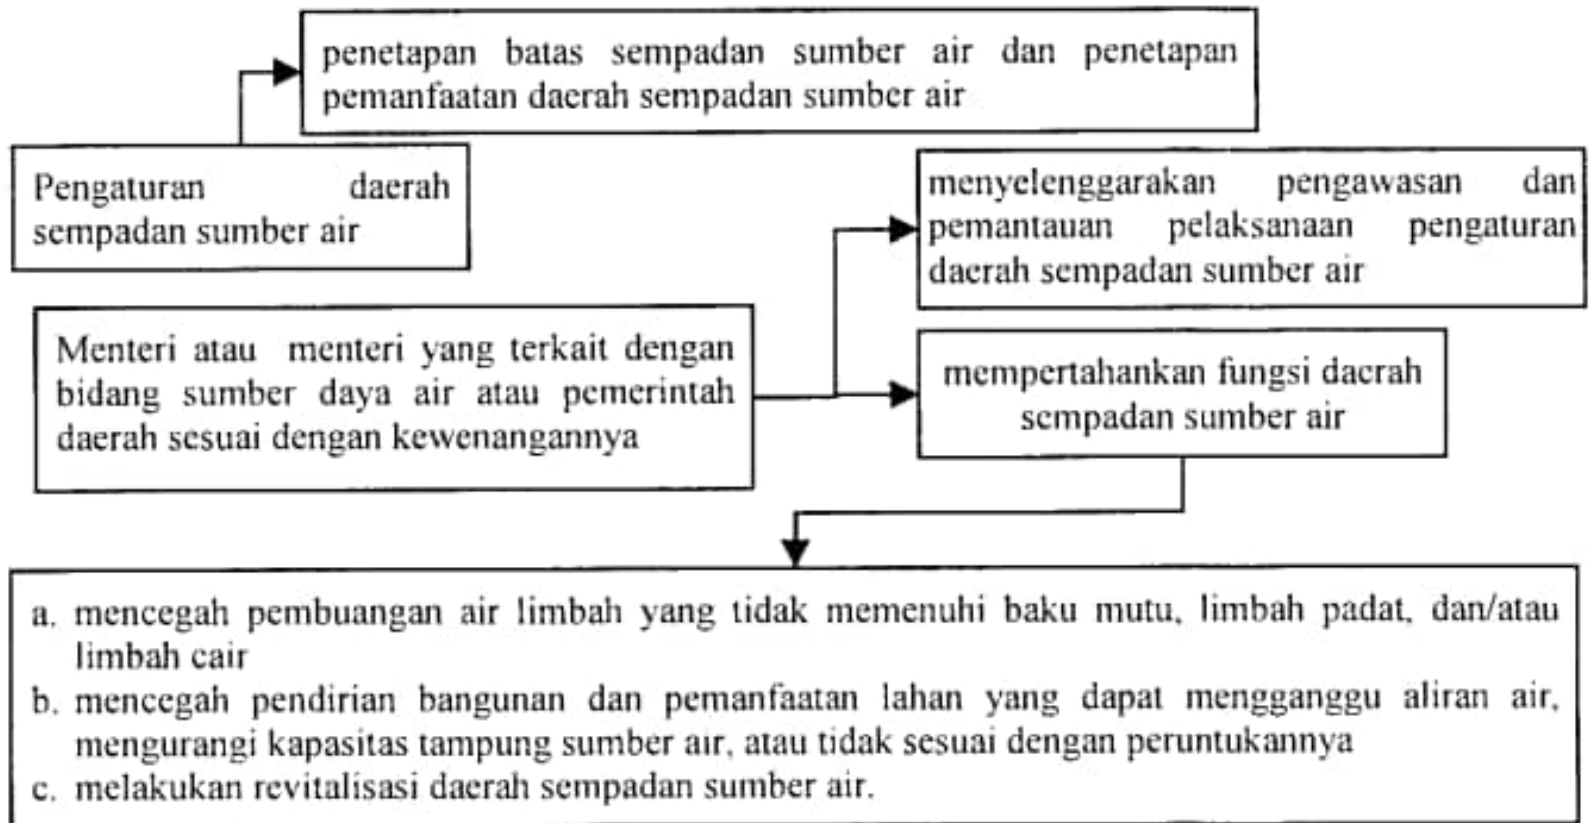 penetapan batas sempadan sumber air dan penetapan
pemanfaatan daerah sempadan sumber air
Pengaturan daerah
sempadan sumber air
menyelenggarakan pengawasan dan
pemantauan pelaksanaan pengaturan
daerah sempadan sumber air
Menteri atau menteri yang terkait dengan
bidang sumber daya air atau pemerintah
daerah sesuai dengan kewenangannya
mempertahankan fungsi daerah
sempadan sumber air
a. mencegah pembuangan air limbah yang tidak memenuhi baku mutu, limbah padat, dan/atau
limbah cair
b. mencegah pendirian bangunan dan pemanfaatan lahan yang dapat mengganggu aliran air,
mengurangi kapasitas tampung sumber air, atau tidak sesuai dengan peruntukannya
c. melakukan revitalisasi daerah sempadan sumber air.